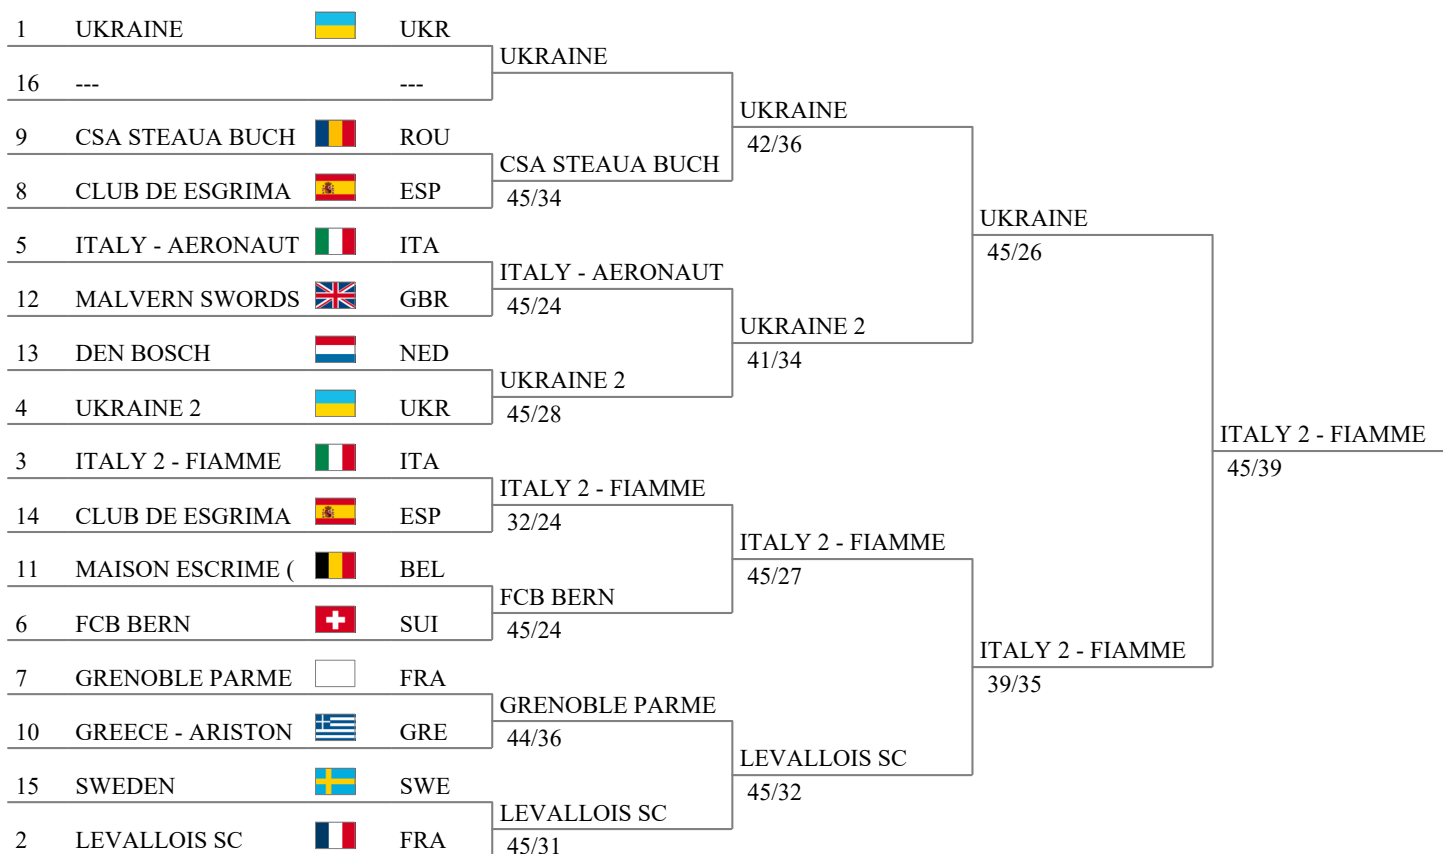 1 UKRAINE UKR
UKRAINE
16 --- ---
UKRAINE
42/36
9 CSA STEAUA BUCH ROU
CSA STEAUA BUCH
45/34
8 CLUB DE ESGRIMA ESP
UKRAINE
45/26
5 ITALY - AERONAUT ITA
ITALY - AERONAUT
45/24
12 MALVERN SWORDS GBR
UKRAINE 2
41/34
13 DEN BOSCH NED
UKRAINE 2
45/28
4 UKRAINE 2 UKR
ITALY 2 - FIAMME
45/39
3 ITALY 2 - FIAMME ITA
ITALY 2 - FIAMME
32/24
14 CLUB DE ESGRIMA ESP
ITALY 2 - FIAMME
45/27
11 MAISON ESCRIME ( BEL
FCB BERN
45/24
6 FCB BERN SUI
ITALY 2 - FIAMME
39/35
7 GRENOBLE PARME FRA
GRENOBLE PARME
44/36
10 GREECE - ARISTON GRE
LEVALLOIS SC
45/32
15 SWEDEN SWE
LEVALLOIS SC
45/31
2 LEVALLOIS SC FRA